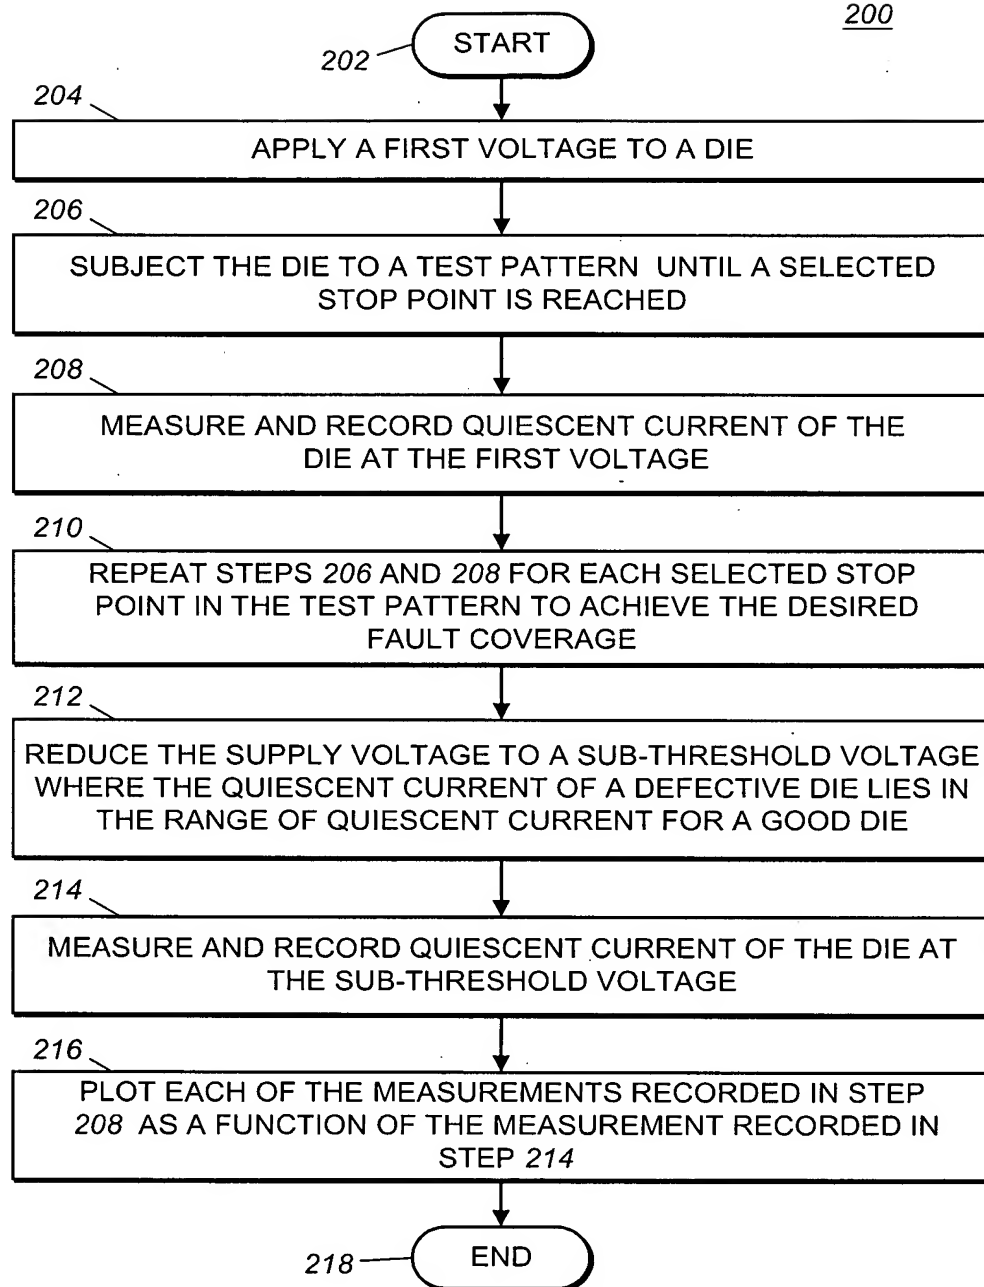 200
START
202
204
APPLY A FIRST VOLTAGE TO A DIE
206
SUBJECT THE DIE TO A TEST PATTERN UNTIL A SELECTED
STOP POINT IS REACHED
208
MEASURE AND RECORD QUIESCENT CURRENT OF THE
DIE AT THE FIRST VOLTAGE
210
REPEAT STEPS 206 AND 208 FOR EACH SELECTED STOP
POINT IN THE TEST PATTERN TO ACHIEVE THE DESIRED
FAULT COVERAGE
212
REDUCE THE SUPPLY VOLTAGE TO A SUB-THRESHOLD VOLTAGE
WHERE THE QUIESCENT CURRENT OF A DEFECTIVE DIE LIES IN
THE RANGE OF QUIESCENT CURRENT FOR A GOOD DIE
214
MEASURE AND RECORD QUIESCENT CURRENT OF THE DIE AT
THE SUB-THRESHOLD VOLTAGE
216
PLOT EACH OF THE MEASUREMENTS RECORDED IN STEP
208 AS A FUNCTION OF THE MEASUREMENT RECORDED IN
STEP 214
END
218